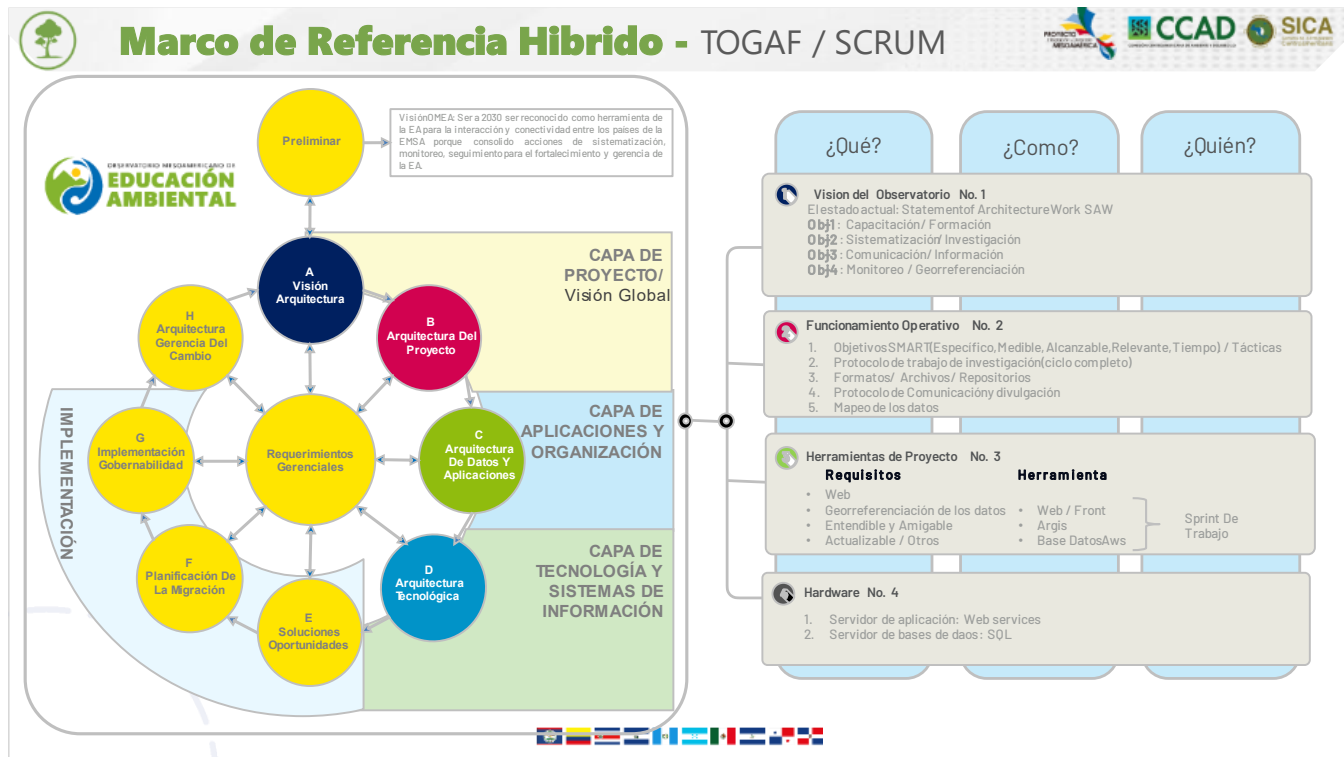 Marco de Referencia Hibrido - TOGAF / SCRUM
PROYECTO
MESOAMÉRICA
CCAD
SICA
OBSERVATORIO MESOAMERICANO DE
EDUCACIÓN
AMBIENTAL
Preliminar
VisiónOMEA: Ser a 2030 ser reconocido como herramienta de
la EA para la interacción y conectividad entre los países de la
EMSA porque consolido acciones de sistematización,
monitoreo, seguimiento para el fortalecimiento y gerencia de
la EA.
A
Visión
Arquitectura
B
Arquitectura Del
Proyecto
C
Arquitectura
De Datos Y
Aplicaciones
D
Arquitectura
Tecnológica
E
Soluciones
Oportunidades
F
Planificación De
La Migración
G
Implementación
Gobernabilidad
H
Arquitectura
Gerencia Del
Cambio
Requerimientos
Gerenciales
IMPLEMENTACIÓN
CAPA DE
PROYECTO/
Visión Global
CAPA DE
APLICACIONES Y
ORGANIZACIÓN
CAPA DE
TECNOLOGÍA Y
SISTEMAS DE
INFORMACIÓN
¿Qué?
¿Como?
¿Quién?
Vision del Observatorio No. 1
El estado actual: Statement of Architecture Work SAW
Obj1 : Capacitación/ Formación
Obj2 : Sistematización/ Investigación
Obj3 : Comunicación/ Información
Obj4 : Monitoreo / Georreferenciación
Funcionamiento Operativo No. 2
1. Objetivos SMART(Específico, Medible, Alcanzable, Relevante, Tiempo) / Tácticas
2. Protocolo de trabajo de investigación(ciclo completo)
3. Formatos/ Archivos/ Repositorios
4. Protocolo de Comunicación y divulgación
5. Mapeo de los datos
Herramientas de Proyecto No. 3
Requisitos
• Web
• Georreferenciación de los datos
• Entendible y Amigable
• Actualizable / Otros
Herramienta
• Web / Front
• Argis
• Base Datos Aws
Sprint De
Trabajo
Hardware No. 4
1. Servidor de aplicación: Web services
2. Servidor de bases de daos : SQL